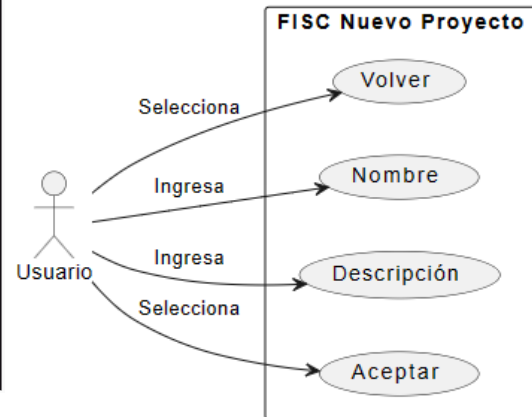 FISC Nuevo Proyecto
Volver
Selecciona
Nombre
Ingresa
Ingresa
Descripción
Usuario
Selecciona
Aceptar